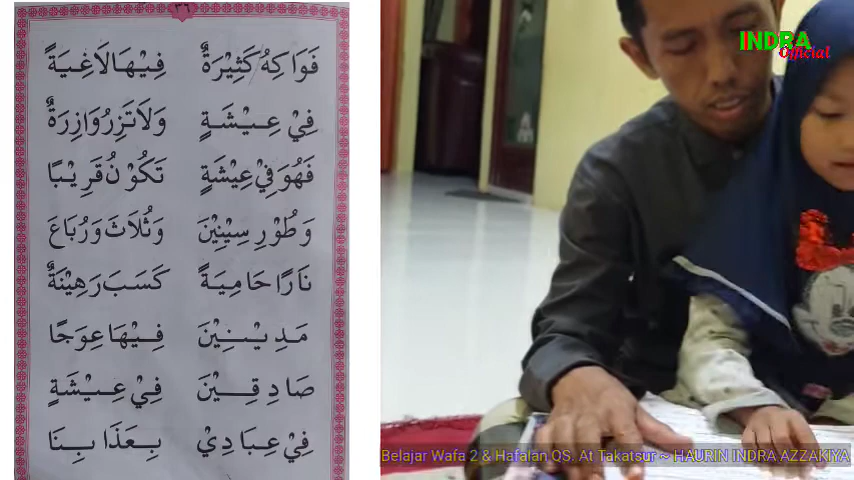 ٣٦
فَوَاكِهُ كَثِيْرَةٌ فِيْهَا لَاغِيَةً
فِيْ عِيْشَةٍ وَلَا تَزِرُ وَازِرَةٌ
فَهُوَ فِيْ عِيْشَةٍ تَكُوْنُ قَرِيْبًا
وَطُوْرِ سِيْنِيْنَ وَثُلَاثَ وَرُبَاعَ
نَارًا حَامِيَةً كَسَبَ رَهِيْنَةٌ
مَدِيْنِيْنَ فِيْهَا عِوَجًا
صَادِقِيْنَ فِيْ عِيْشَةٍ
فِيْ عِبَادِيْ بِعَذَابِنَا
INDRA
Official
Belajar Wafa 2 & Hafalan QS. At Takatsur ~ HAURIN INDRA AZZAKIYA